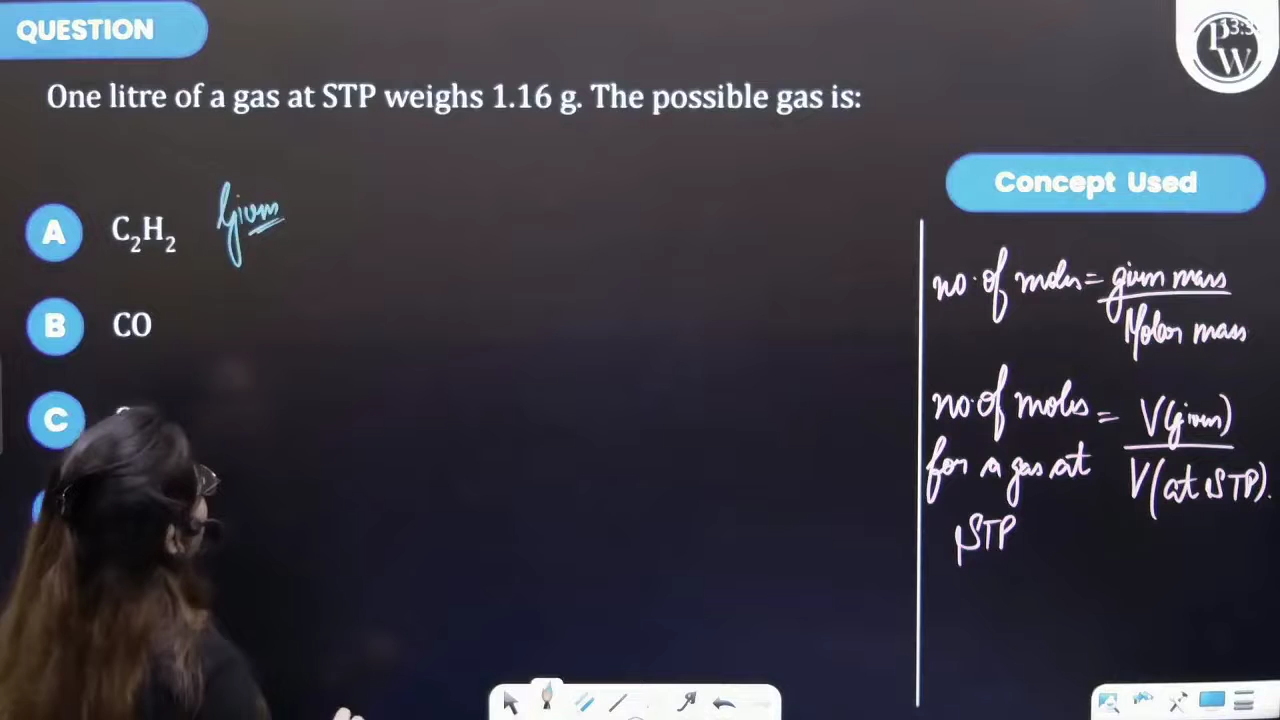 QUESTION
One litre of a gas at STP weighs 1.16 g. The possible gas is:
A C₂H₂ Given
B CO
C
Concept Used
no. of moles = given mass
Molar mass
no. of moles = V(given)
for a gas at V(at STP).
STP
PW